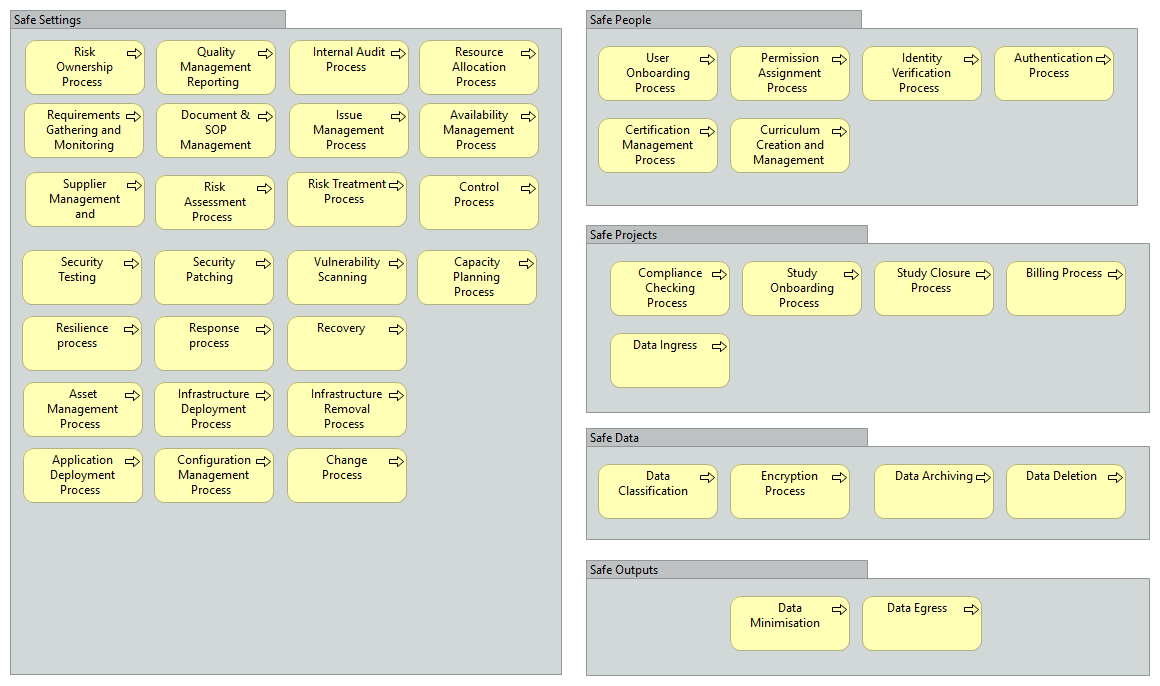 Safe Settings
Risk
Ownership
Process
Quality
Management
Reporting
Internal Audit
Process
Resource
Allocation
Process
Requirements
Gathering and
Monitoring
Document &
SOP
Management
Issue
Management
Process
Availability
Management
Process
Supplier
Management
and
Risk
Assessment
Process
Risk Treatment
Process
Control
Process
Security
Testing
Security
Patching
Vulnerability
Scanning
Capacity
Planning
Process
Resilience
process
Response
process
Recovery
Asset
Management
Process
Infrastructure
Deployment
Process
Infrastructure
Removal
Process
Application
Deployment
Process
Configuration
Management
Process
Change
Process
Safe People
User
Onboarding
Process
Permission
Assignment
Process
Identity
Verification
Process
Authentication
Process
Certification
Management
Process
Curriculum
Creation and
Management
Safe Projects
Compliance
Checking
Process
Study
Onboarding
Process
Study Closure
Process
Billing Process
Data Ingress
Safe Data
Data
Classification
Encryption
Process
Data Archiving
Data Deletion
Safe Outputs
Data
Minimisation
Data Egress